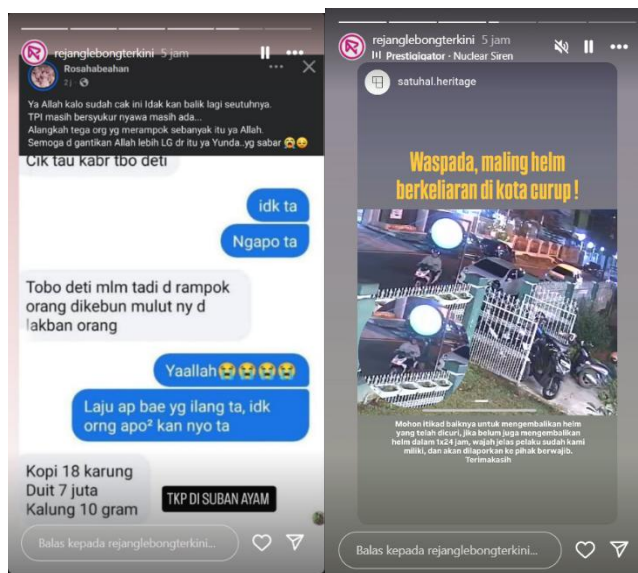 rejanglebongterkini 5 jam
Rosahabeahan
2 j
Ya Allah kalo sudah cak ini Idak kan balik lagi seutuhnya.
TPI masih bersyukur nyawa masih ada...
Alangkah tega org yg merampok sebanyak itu ya Allah.
Semoga d gantikan Allah lebih LG dr itu ya Yunda..yg sabar 😭😔
Cik tau kabr tbo deti
idk ta
Ngapo ta
Tobo deti mlm tadi d rampok
orang dikebun mulut ny d
lakban orang
Yaallah😭😭😭😭
Laju ap bae yg ilang ta, idk
orng apo² kan nyo ta
Kopi 18 karung
Duit 7 juta
Kalung 10 gram
TKP DI SUBAN AYAM
Balas kepada rejanglebongterkini...
rejanglebongterkini 5 jam
Prestigigator - Nuclear Siren
satuhal.heritage
Waspada, maling helm
berkeliaran di kota curup !
Mohon itikad baiknya untuk mengembalikan helm
yang telah dicuri, jika belum juga mengembalikan
helm dalam 1x24 jam, wajah jelas pelaku sudah kami
miliki, dan akan dilaporkan ke pihak berwajib.
Terimakasih
Balas kepada rejanglebongterkini...